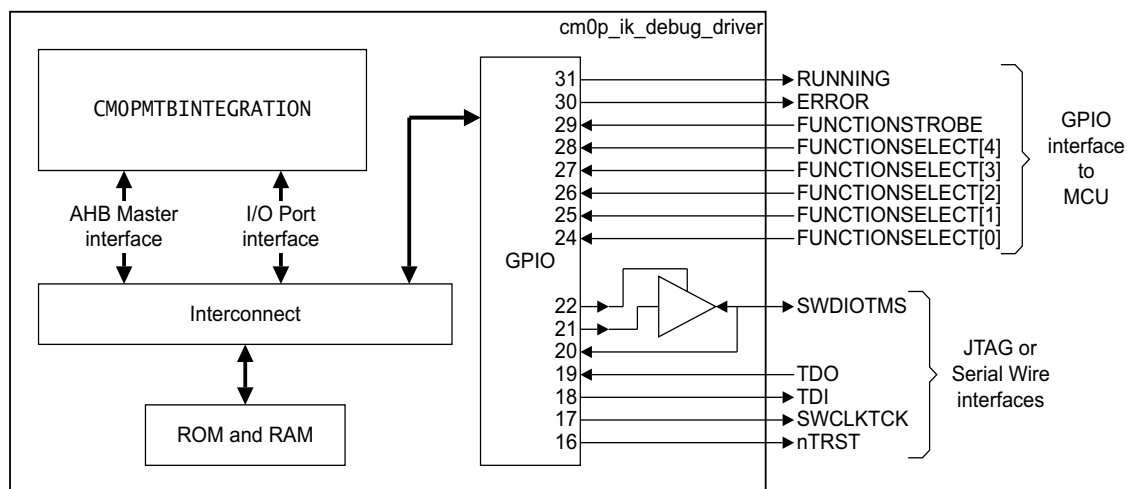 cm0p_ik_debug_driver
CM0PMTBINTEGRATION
AHB Master
interface
I/O Port
interface
Interconnect
ROM and RAM
GPIO
31 RUNNING
30 ERROR
29 FUNCTIONSTROBE
28 FUNCTIONSELECT[4]
27 FUNCTIONSELECT[3]
26 FUNCTIONSELECT[2]
25 FUNCTIONSELECT[1]
24 FUNCTIONSELECT[0]
GPIO
interface
to
MCU
22 SWDIOTMS
21
20
19 TDO
18 TDI
17 SWCLKTCK
16 nTRST
JTAG or
Serial Wire
interfaces